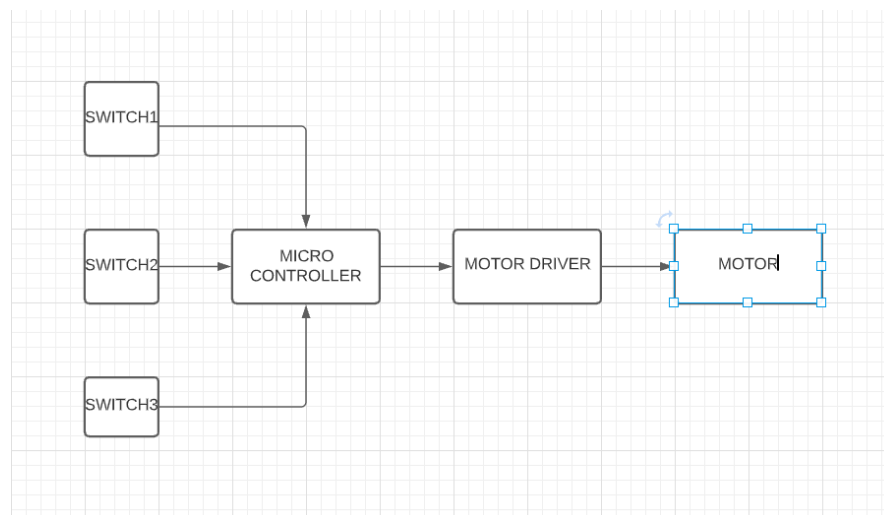 SWITCH1
SWITCH2
MICRO
CONTROLLER
MOTOR DRIVER
MOTOR
SWITCH3